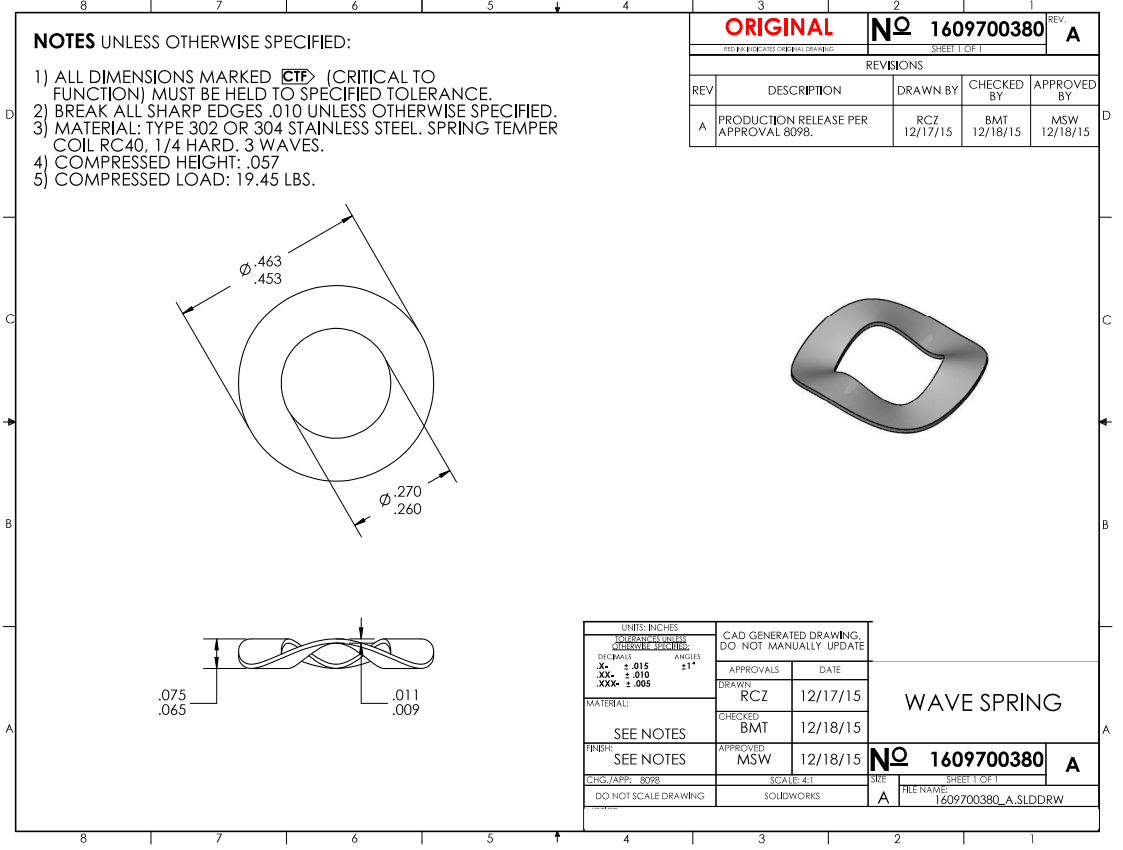 8 7 6 5 4 3 2 1
NOTES UNLESS OTHERWISE SPECIFIED:
1) ALL DIMENSIONS MARKED CTF (CRITICAL TO
FUNCTION) MUST BE HELD TO SPECIFIED TOLERANCE.
2) BREAK ALL SHARP EDGES .010 UNLESS OTHERWISE SPECIFIED.
3) MATERIAL: TYPE 302 OR 304 STAINLESS STEEL. SPRING TEMPER
COIL RC40, 1/4 HARD. 3 WAVES.
4) COMPRESSED HEIGHT: .057
5) COMPRESSED LOAD: 19.45 LBS.
ORIGINAL
RED INK INDICATES ORIGINAL DRAWING
Nº 1609700380
SHEET 1 OF 1
REV.
A
REVISIONS
REV DESCRIPTION DRAWN BY CHECKED BY APPROVED BY
A PRODUCTION RELEASE PER
APPROVAL 8098.
RCZ
12/17/15
BMT
12/18/15
MSW
12/18/15
D D
⌀ .463
.453
C C
⌀ .270
.260
B B
.075
.065
.011
.009
A A
UNITS: INCHES
TOLERANCES UNLESS
OTHERWISE SPECIFIED:
DECIMALS ANGLES
.X- ± .015 ±1°
.XX- ± .010
.XXX- ± .005
MATERIAL:
SEE NOTES
FINISH:
SEE NOTES
CHG./APP: 8098
DO NOT SCALE DRAWING
CAD GENERATED DRAWING,
DO NOT MANUALLY UPDATE
APPROVALS DATE
DRAWN
RCZ 12/17/15
CHECKED
BMT 12/18/15
APPROVED
MSW 12/18/15
SCALE: 4:1
SOLIDWORKS
WAVE SPRING
Nº 1609700380 A
SIZE
A
SHEET 1 OF 1
FILE NAME:
1609700380_A.SLDDRW
8 7 6 5 4 3 2 1